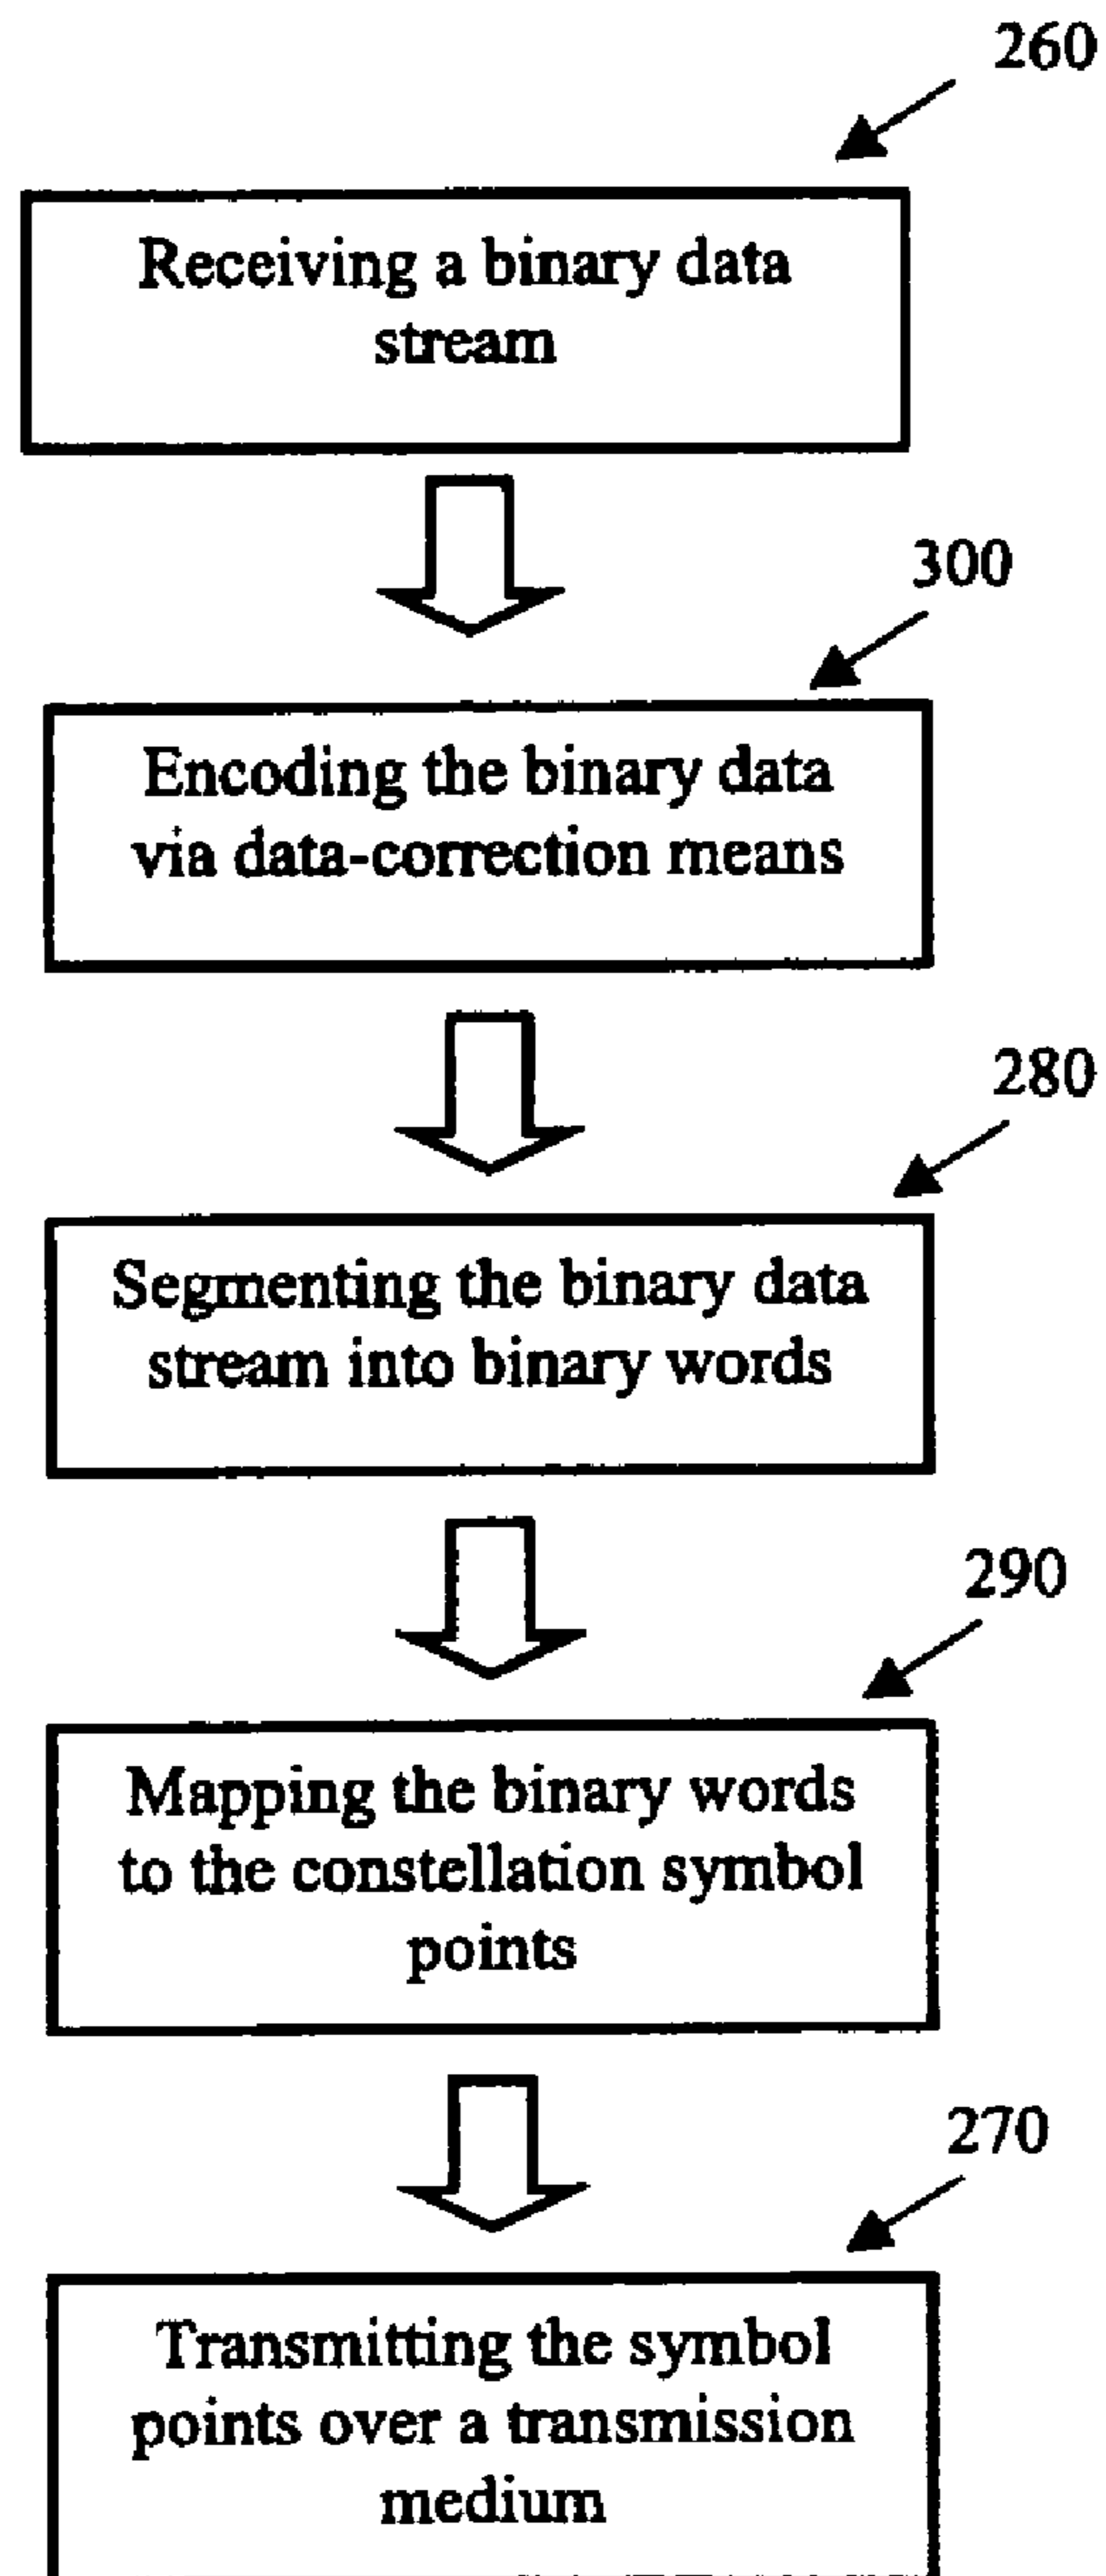 260
Receiving a binary data
stream
300
Encoding the binary data
via data-correction means
280
Segmenting the binary data
stream into binary words
290
Mapping the binary words
to the constellation symbol
points
270
Transmitting the symbol
points over a transmission
medium